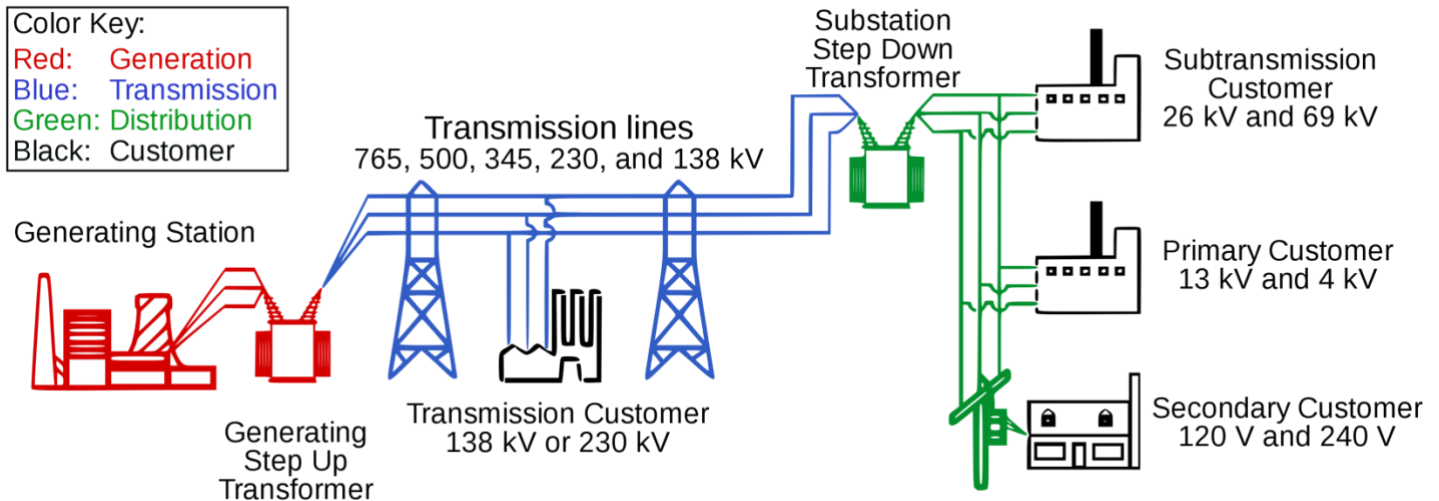 Color Key:
Red: Generation
Blue: Transmission
Green: Distribution
Black: Customer
Generating Station
Generating
Step Up
Transformer
Transmission lines
765, 500, 345, 230, and 138 kV
Transmission Customer
138 kV or 230 kV
Substation
Step Down
Transformer
Subtransmission
Customer
26 kV and 69 kV
Primary Customer
13 kV and 4 kV
Secondary Customer
120 V and 240 V